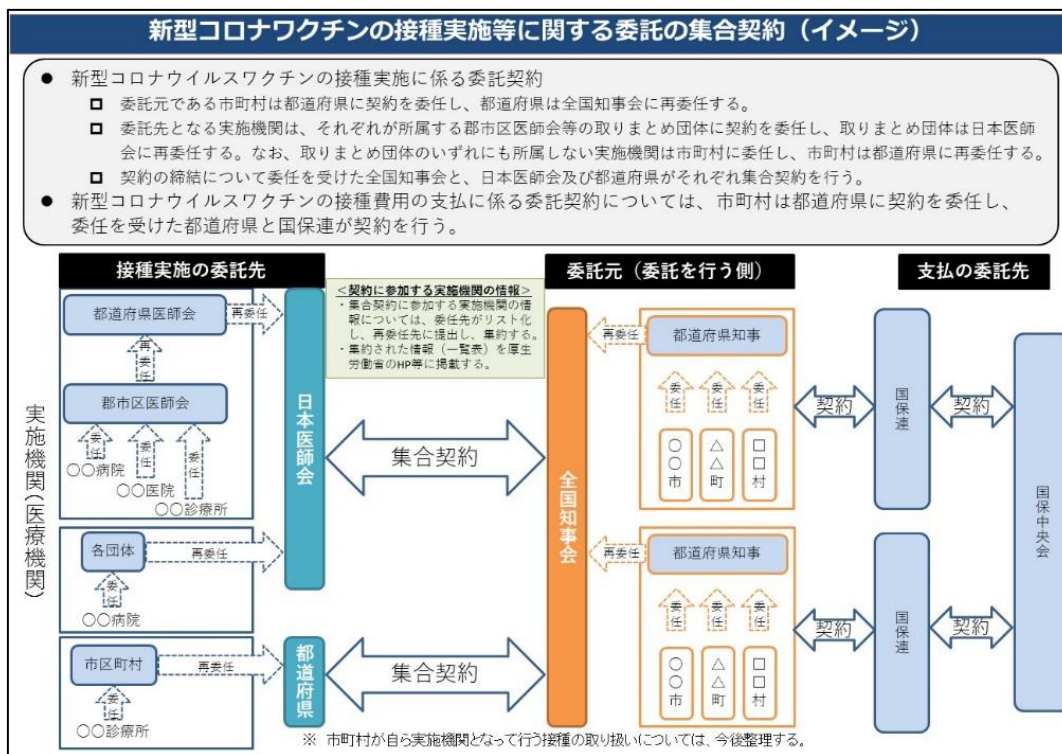 新型コロナワクチンの接種実施等に関する委託の集合契約（イメージ）
● 新型コロナウイルスワクチンの接種実施に係る委託契約
□ 委託元である市町村は都道府県に契約を委任し、都道府県は全国知事会に再委任する。
□ 委託先となる実施機関は、それぞれが所属する郡市区医師会等の取りまとめ団体に契約を委任し、取りまとめ団体は日本医師
会に再委任する。なお、取りまとめ団体のいずれにも所属しない実施機関は市町村に委任し、市町村は都道府県に再委任する。
□ 契約の締結について委任を受けた全国知事会と、日本医師会及び都道府県がそれぞれ集合契約を行う。
● 新型コロナウイルスワクチンの接種費用の支払に係る委託契約については、市町村は都道府県に契約を委任し、
委任を受けた都道府県と国保連が契約を行う。
接種実施の委託先
委託元（委託を行う側）
支払の委託先
実施機関（医療機関）
都道府県医師会
再委任
再委任
郡市区医師会
委任
委任
委任
〇〇病院
〇〇医院
〇〇診療所
各団体
再委任
委任
〇〇病院
市区町村
再委任
委任
〇〇診療所
日本医師会
都道府県
＜契約に参加する実施機関の情報＞
・集合契約に参加する実施機関の情
報については、委任先がリスト化
し、再委任先に提出し、集約する。
・集約された情報（一覧表）を厚生
労働省のHP等に掲載する。
集合契約
集合契約
全国知事会
再委任
都道府県知事
委任
委任
委任
〇〇市
△△町
□□村
再委任
都道府県知事
委任
委任
委任
〇〇市
△△町
□□村
契約
国保連
契約
契約
国保連
契約
国保中央会
※ 市町村が自ら実施機関となって行う接種の取り扱いについては、今後整理する。